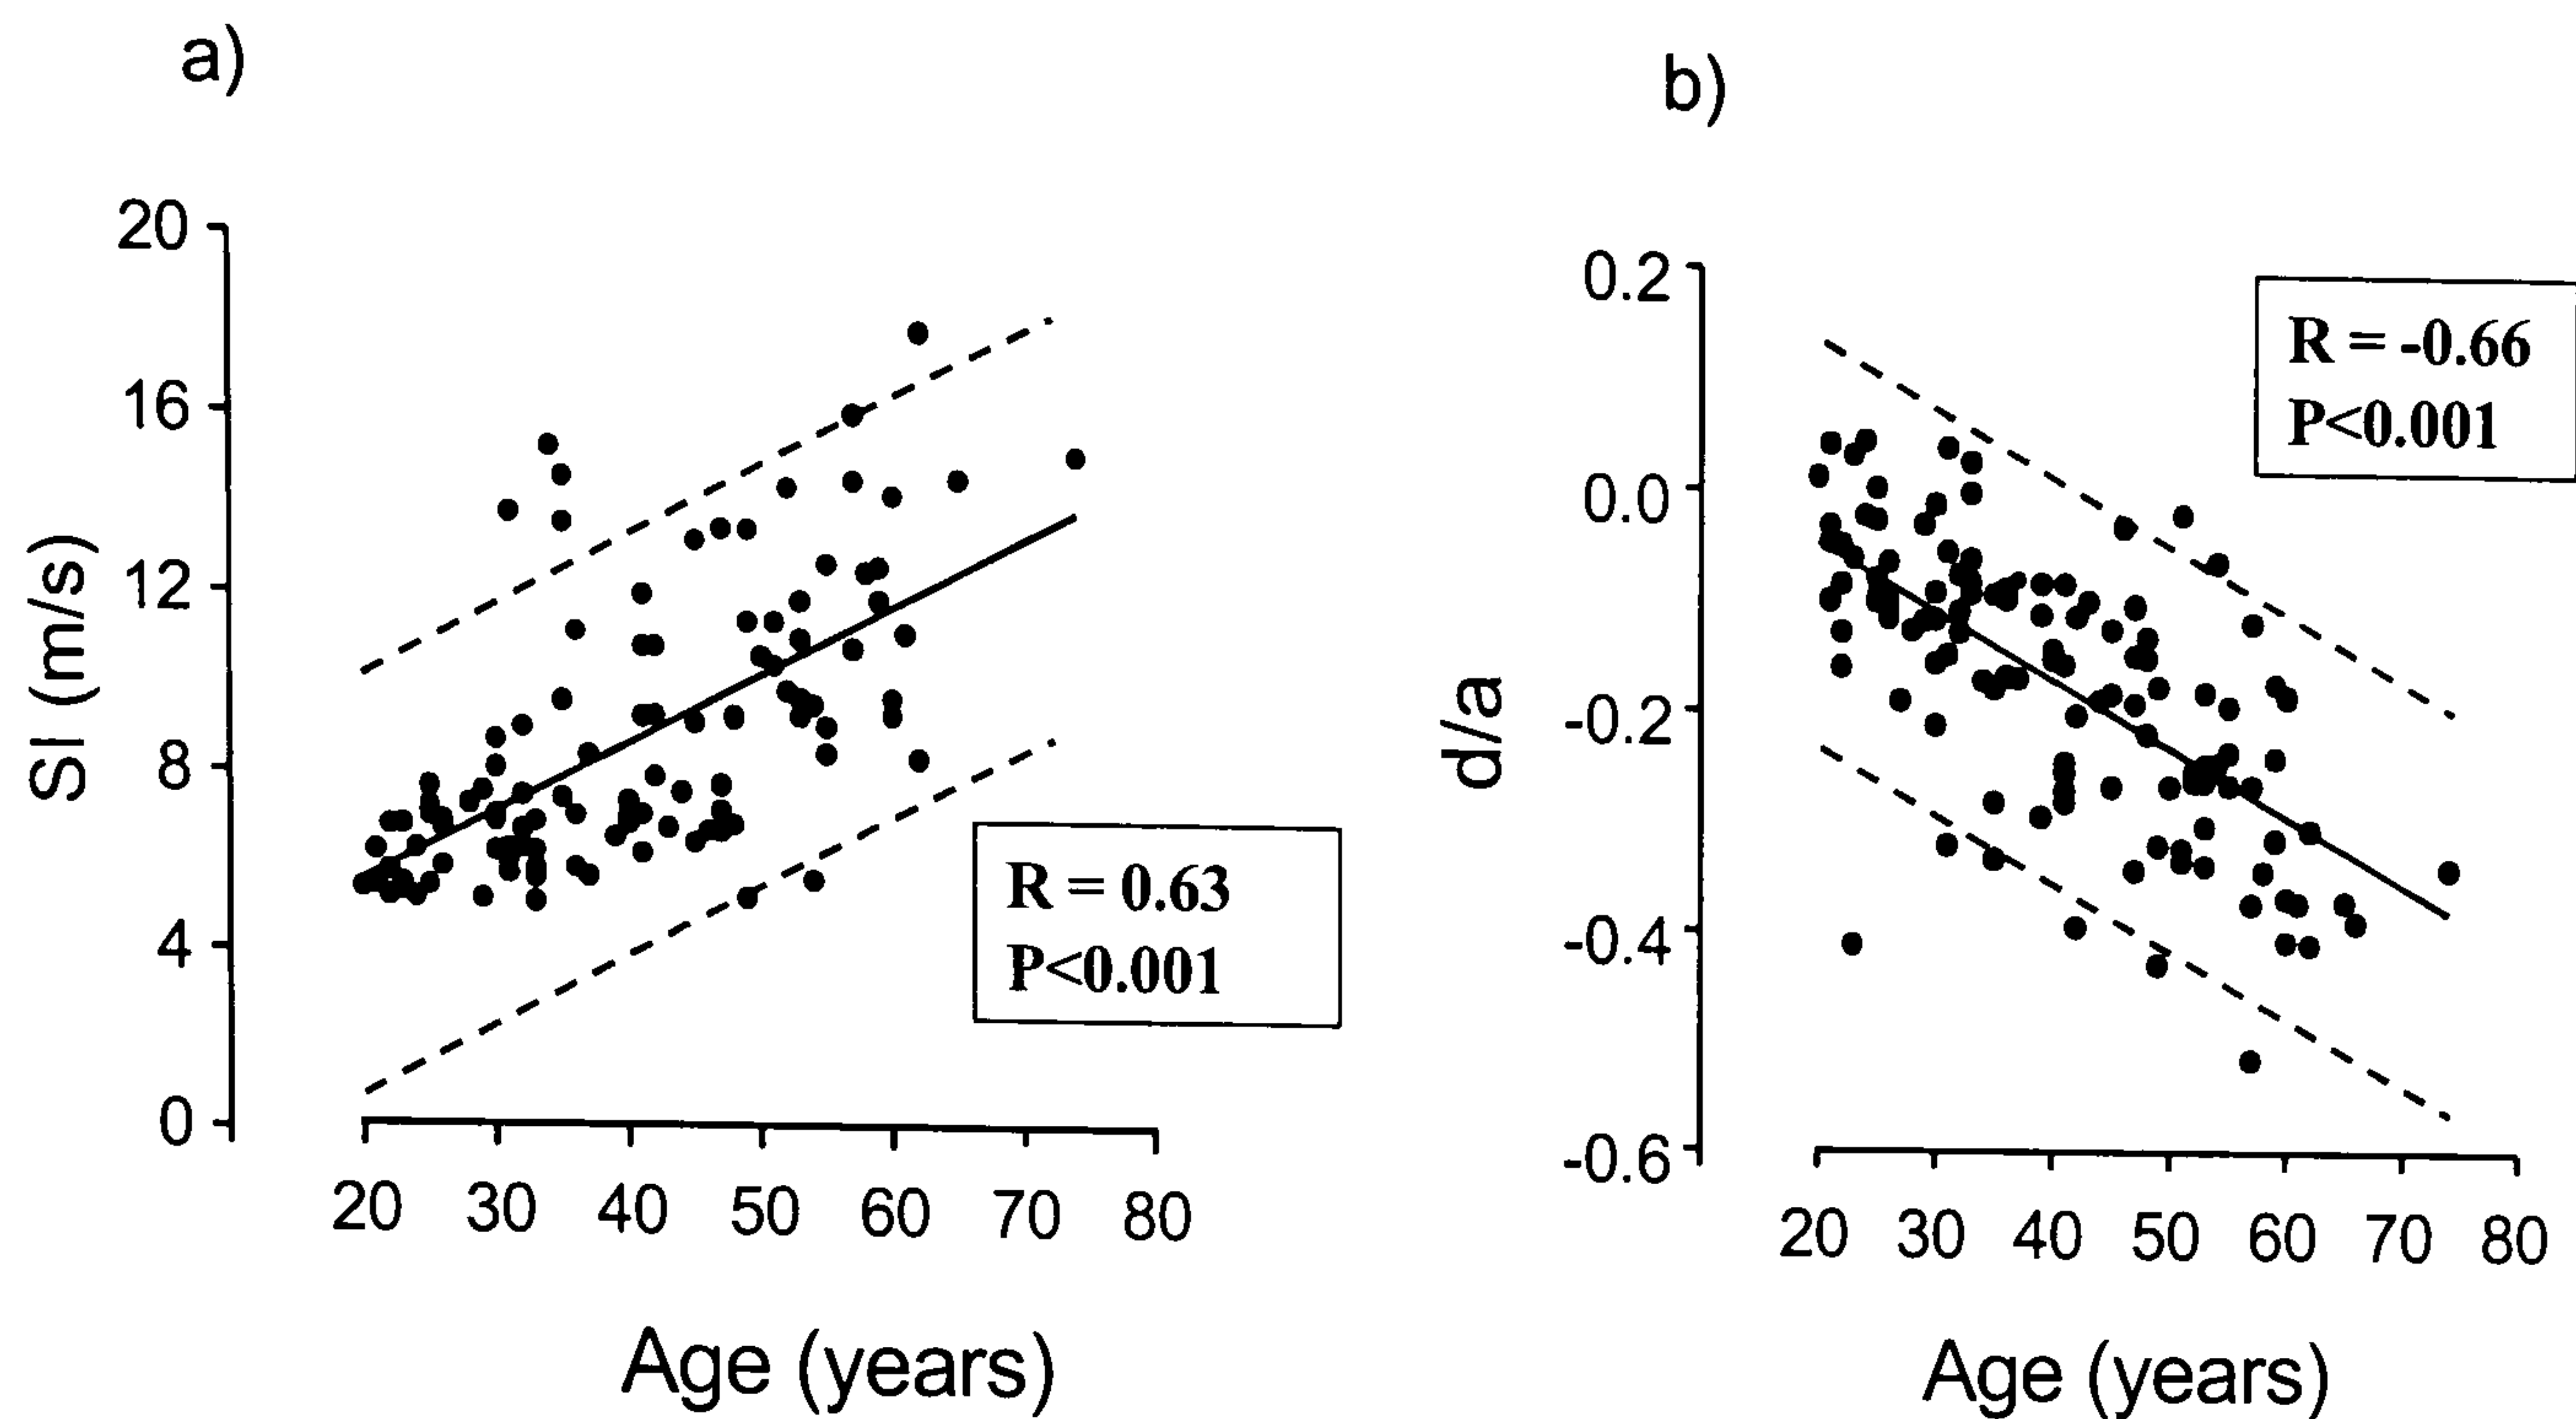 a)
20
16
12
8
4
0
SI (m/s)
R = 0.63
P<0.001
20 30 40 50 60 70 80
Age (years)
b)
0.2
0.0
-0.2
-0.4
-0.6
d/a
R = -0.66
P<0.001
20 30 40 50 60 70 80
Age (years)